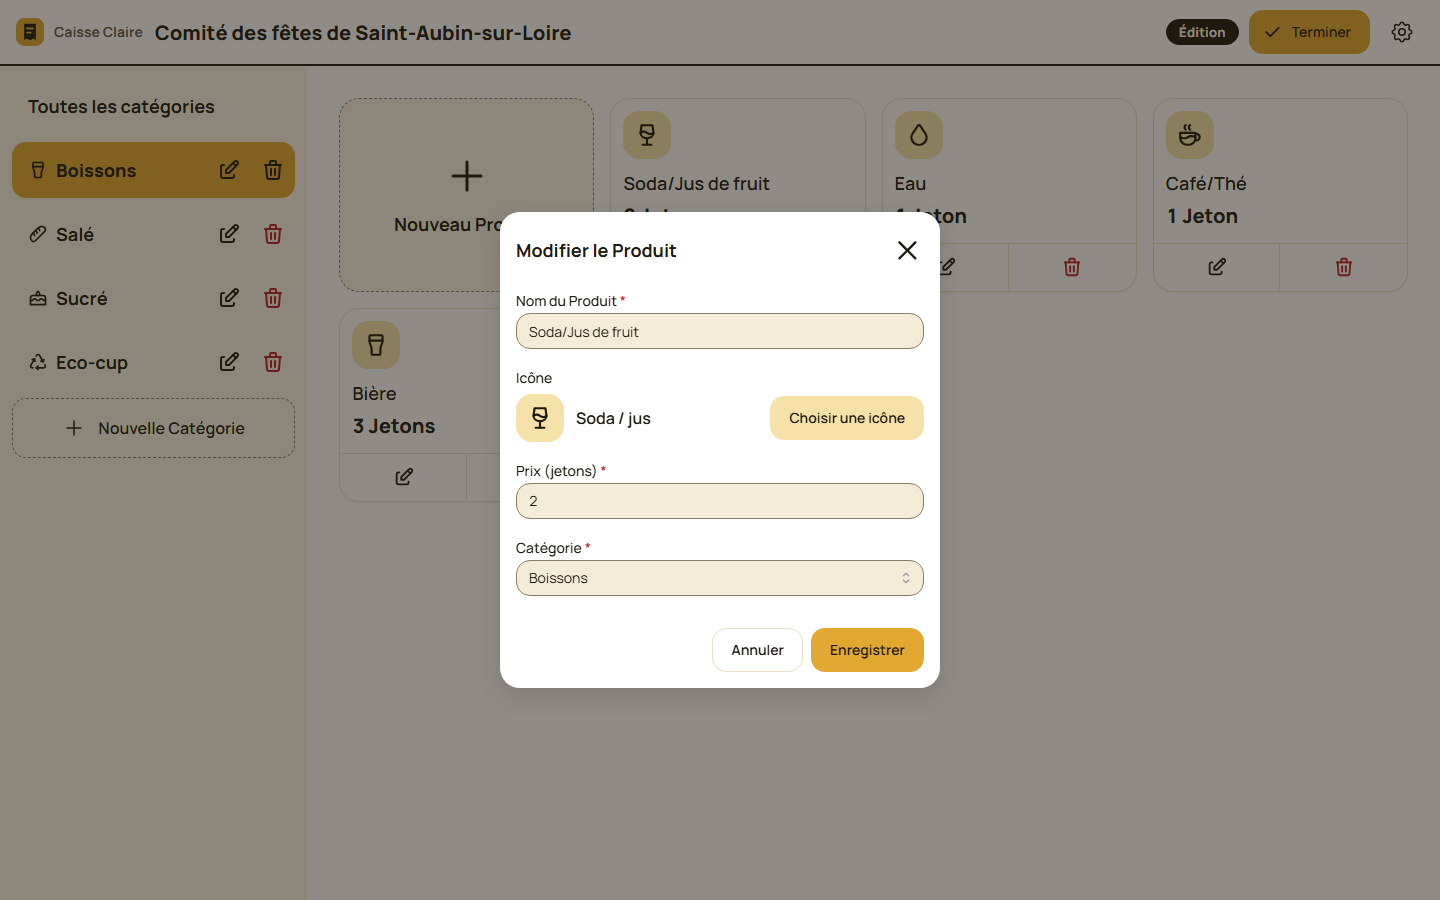 Caisse Claire
Comité des fêtes de Saint-Aubin-sur-Loire
Édition
Terminer
Toutes les catégories
Boissons
Salé
Sucré
Eco-cup
Nouvelle Catégorie
Nouveau
Soda/Jus de fruit
Eau
Café/Thé
1 Jeton
Bière
3 Jetons
Modifier le Produit
Nom du Produit *
Soda/Jus de fruit
Icône
Soda / jus
Choisir une icône
Prix (jetons) *
2
Catégorie *
Boissons
Annuler
Enregistrer